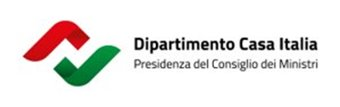 Dipartimento Casa Italia
Presidenza del Consiglio dei Ministri